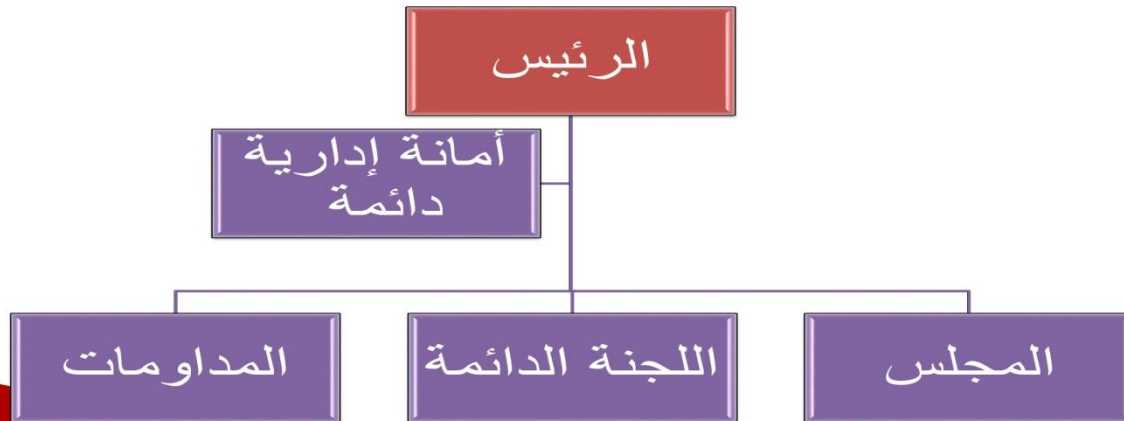 الرئيس
أمانة إدارية
دائمة
المجلس
اللجنة الدائمة
المداومات